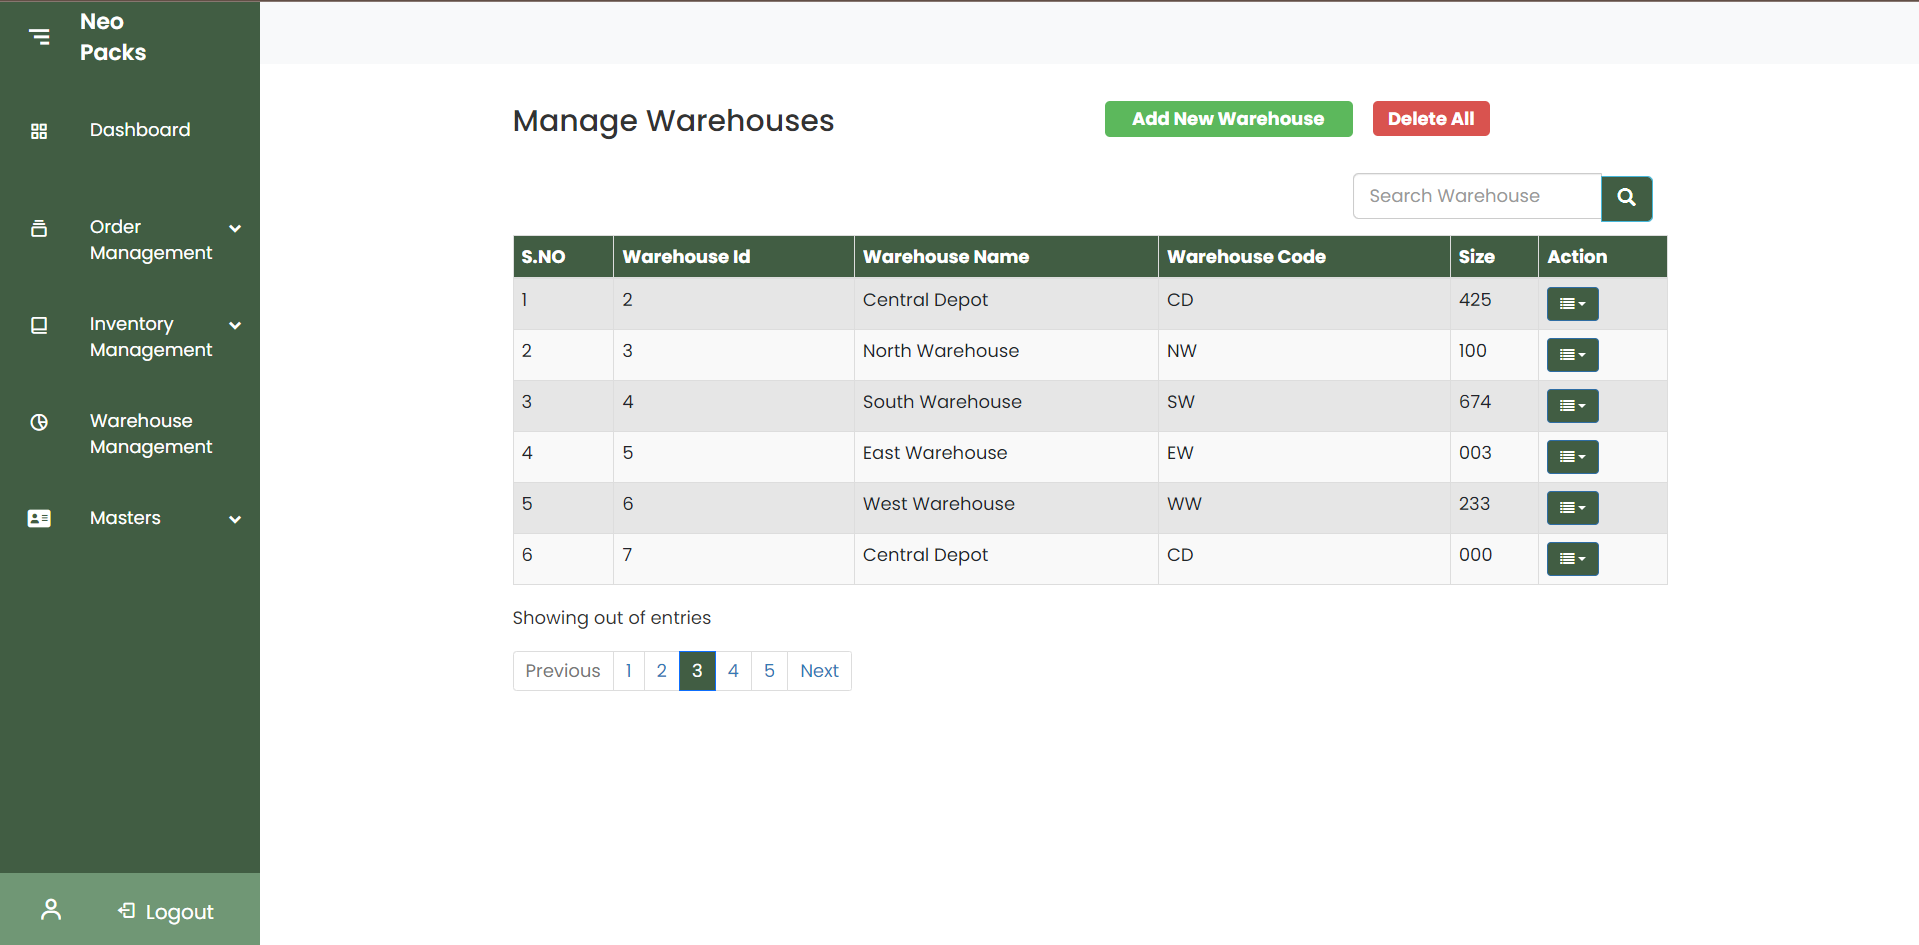 Neo
Packs
Dashboard
Order
Management
Inventory
Management
Warehouse
Management
Masters
Logout
Manage Warehouses
Add New Warehouse
Delete All
Search Warehouse
S.NO Warehouse Id Warehouse Name Warehouse Code Size Action
1 2 Central Depot CD 425
2 3 North Warehouse NW 100
3 4 South Warehouse SW 674
4 5 East Warehouse EW 003
5 6 West Warehouse WW 233
6 7 Central Depot CD 000
Showing out of entries
Previous 1 2 3 4 5 Next